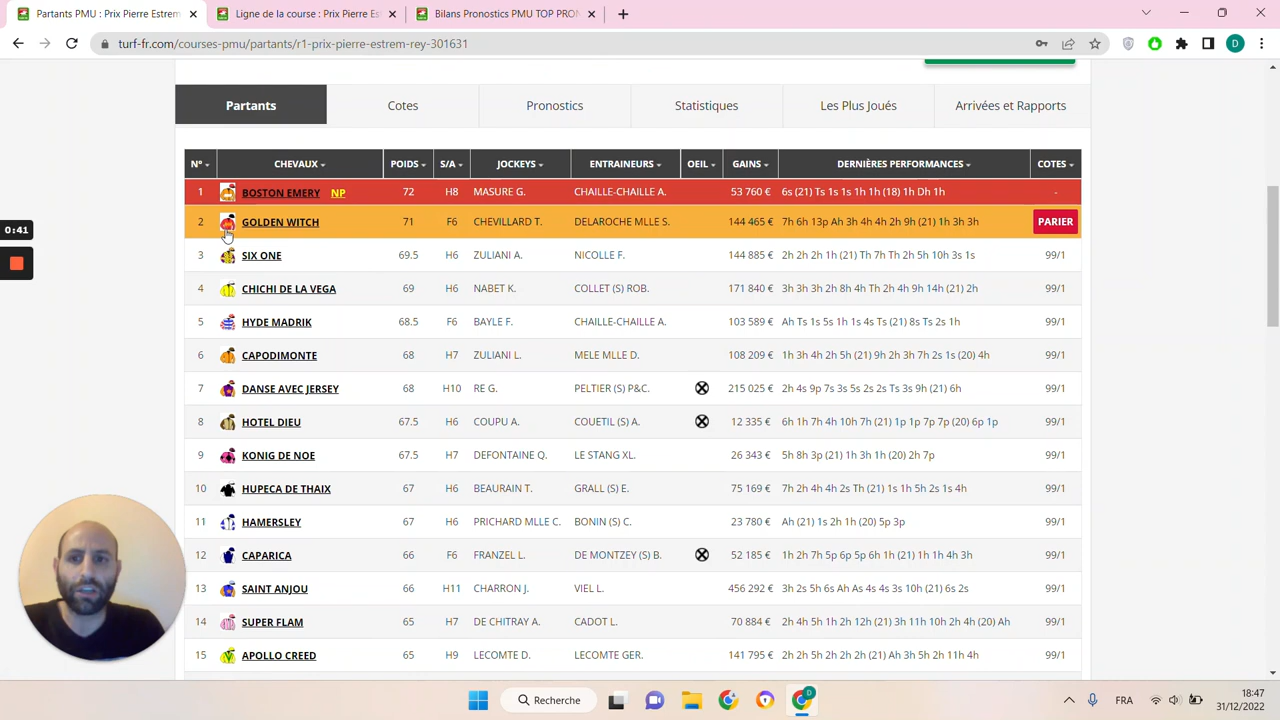 Partants PMU : Prix Pierre Estrem
Ligne de la course : Prix Pierre Es
Bilans Pronostics PMU TOP PRON
turf-fr.com/courses-pmu/partants/r1-prix-pierre-estrem-rey-301631
D
Partants Cotes Pronostics Statistiques Les Plus Joués Arrivées et Rapports
N° CHEVAUX POIDS S/A JOCKEYS ENTRAINEURS OEIL GAINS DERNIÈRES PERFORMANCES COTES
1 BOSTON EMERY NP 72 H8 MASURE G. CHAILLE-CHAILLE A. 53 760 € 6s (21) Ts 1s 1h 1h (18) 1h Dh 1h -
2 GOLDEN WITCH 71 F6 CHEVILLARD T. DELAROCHE MLLE S. 144 465 € 7h 6h 13p Ah 3h 4h 4h 2h 9h (21) 1h 3h 3h PARIER
0:41
3 SIX ONE 69.5 H6 ZULIANI A. NICOLLE F. 144 885 € 2h 2h 2h 1h (21) Th 7h Th 2h 5h 10h 3s 1s 99/1
4 CHICHI DE LA VEGA 69 H6 NABET K. COLLET (S) ROB. 171 840 € 3h 3h 3h 2h 8h 4h Th 2h 4h 9h 14h (21) 2h 99/1
5 HYDE MADRIK 68.5 F6 BAYLE F. CHAILLE-CHAILLE A. 103 589 € Ah Ts 1s 5s 1h 1s 4s Ts (21) 8s Ts 2s 1h 99/1
6 CAPODIMONTE 68 H7 ZULIANI L. MELE MLLE D. 108 209 € 1h 3h 4h 2h 5h (21) 9h 2h 3h 7h 2s 1s (20) 4h 99/1
7 DANSE AVEC JERSEY 68 H10 RE G. PELTIER (S) P&C. 215 025 € 2h 4s 9p 7s 3s 5s 2s 2s Ts 3s 9h (21) 6h 99/1
8 HOTEL DIEU 67.5 H6 COUPU A. COUETIL (S) A. 12 335 € 6h 1h 7h 4h 10h 7h (21) 1p 1p 7p 7p (20) 6p 1p 99/1
9 KONIG DE NOE 67.5 H7 DEFONTAINE Q. LE STANG XL. 26 343 € 5h 8h 3p (21) 1h 3h 1h (20) 2h 7p 99/1
10 HUPECA DE THAIX 67 H6 BEAURAIN T. GRALL (S) E. 75 169 € 7h 2h 4h 4h 2s Th (21) 1s 1h 5h 2s 1s 4h 99/1
11 HAMERSLEY 67 H6 PRICHARD MLLE C. BONIN (S) C. 23 780 € Ah (21) 1s 2h 1h (20) 5p 3p 99/1
12 CAPARICA 66 F6 FRANZEL L. DE MONTZEY (S) B. 52 185 € 1h 2h 7h 5p 6p 5p 6h 1h (21) 1h 1h 4h 3h 99/1
13 SAINT ANJOU 66 H11 CHARRON J. VIEL L. 456 292 € 3h 2s 5h 6s Ah As 4s 4s 3s 10h (21) 6s 2s 99/1
14 SUPER FLAM 65 H7 DE CHITRAY A. CADOT L. 70 884 € 2h 4h 5h 1h 2h 12h (21) 3h 11h 10h 2h 4h (20) Ah 99/1
15 APOLLO CREED 65 H9 LECOMTE D. LECOMTE GER. 141 795 € 2h 2h 5h 2h 2h 2h (21) Ah 3h 5h 2h 11h 4h 99/1
Recherche
D
FRA
18:47
31/12/2022